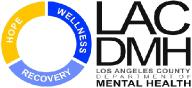 HOPE
WELLNESS
RECOVERY
LAC
DMH
LOS ANGELES COUNTY
DEPARTMENT OF
MENTAL HEALTH